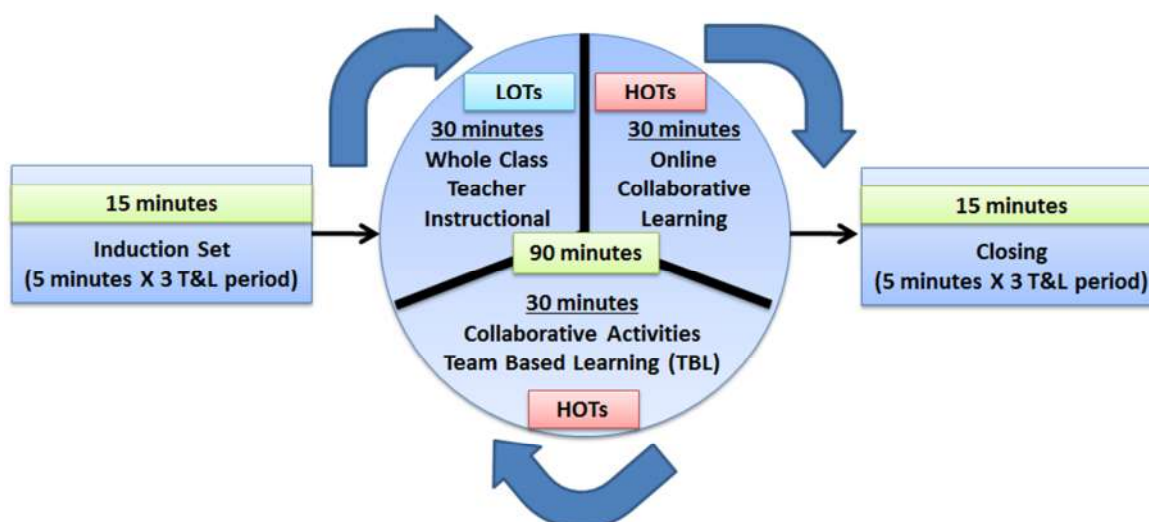 15 minutes
Induction Set
(5 minutes X 3 T&L period)
LOTs
30 minutes
Whole Class
Teacher
Instructional
HOTs
30 minutes
Online
Collaborative
Learning
90 minutes
30 minutes
Collaborative Activities
Team Based Learning (TBL)
HOTs
15 minutes
Closing
(5 minutes X 3 T&L period)